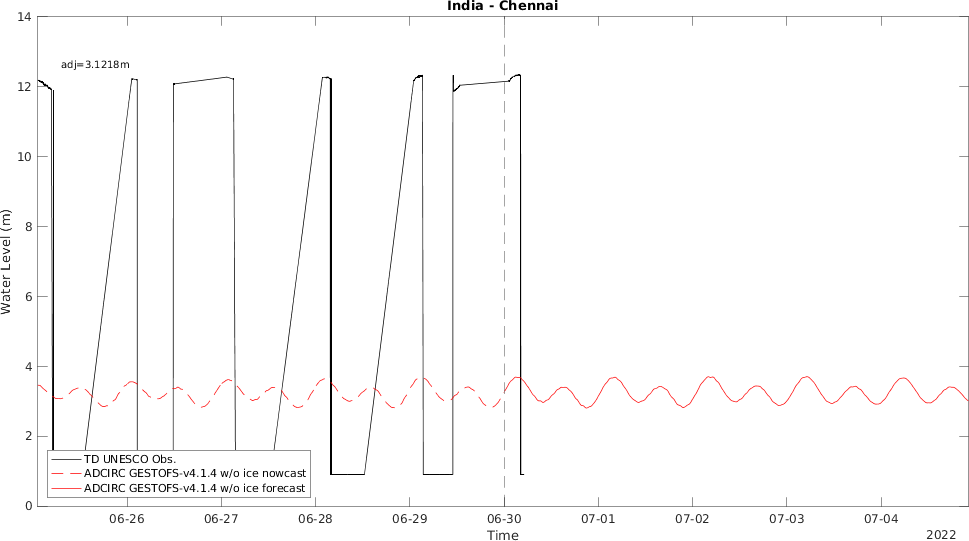 India - Chennai
14
12
10
8
6
4
2
0
Water Level (m)
adj=3.1218m
TD UNESCO Obs.
ADCIRC GESTOFS-v4.1.4 w/o ice nowcast
ADCIRC GESTOFS-v4.1.4 w/o ice forecast
06-26 06-27 06-28 06-29 06-30 07-01 07-02 07-03 07-04
Time
2022